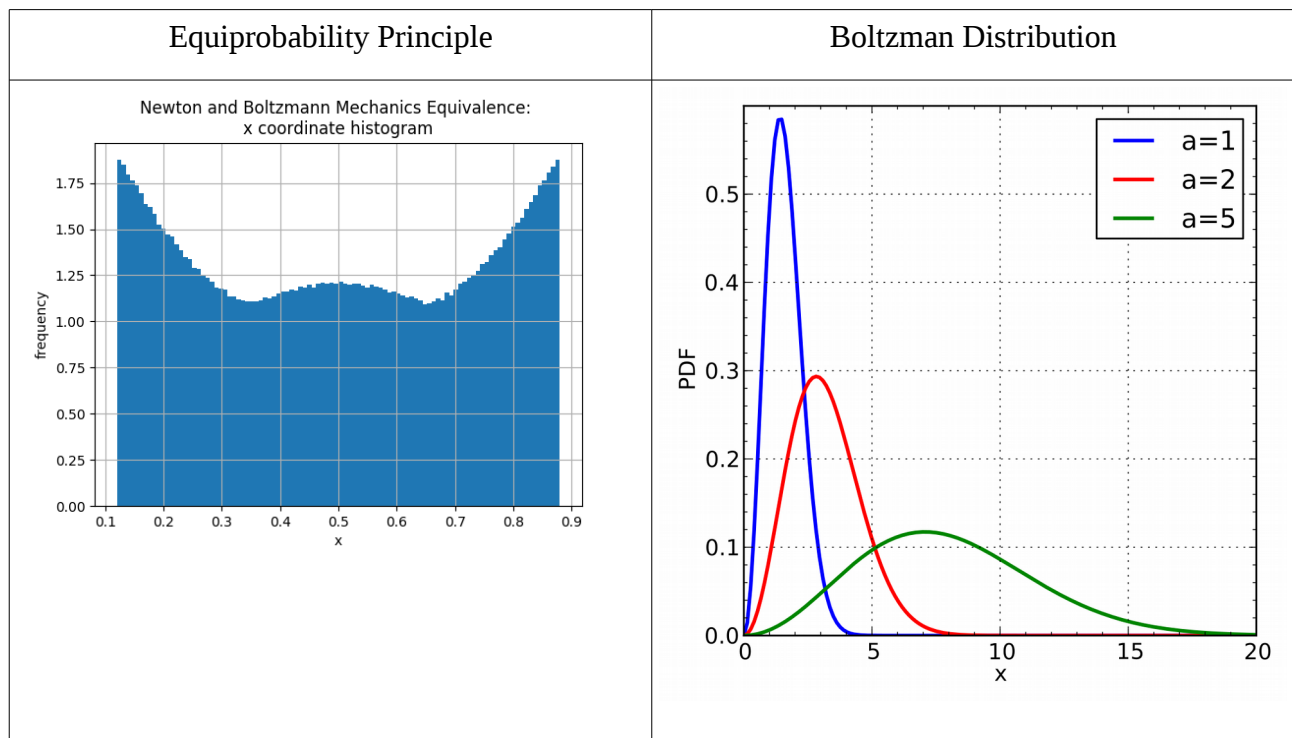 Equiprobability Principle
Boltzman Distribution
Newton and Boltzmann Mechanics Equivalence:
x coordinate histogram
frequency
1.75
1.50
1.25
1.00
0.75
0.50
0.25
0.00
0.1 0.2 0.3 0.4 0.5 0.6 0.7 0.8 0.9
x
a=1
a=2
a=5
PDF
0.5
0.4
0.3
0.2
0.1
0.0
0 5 10 15 20
x